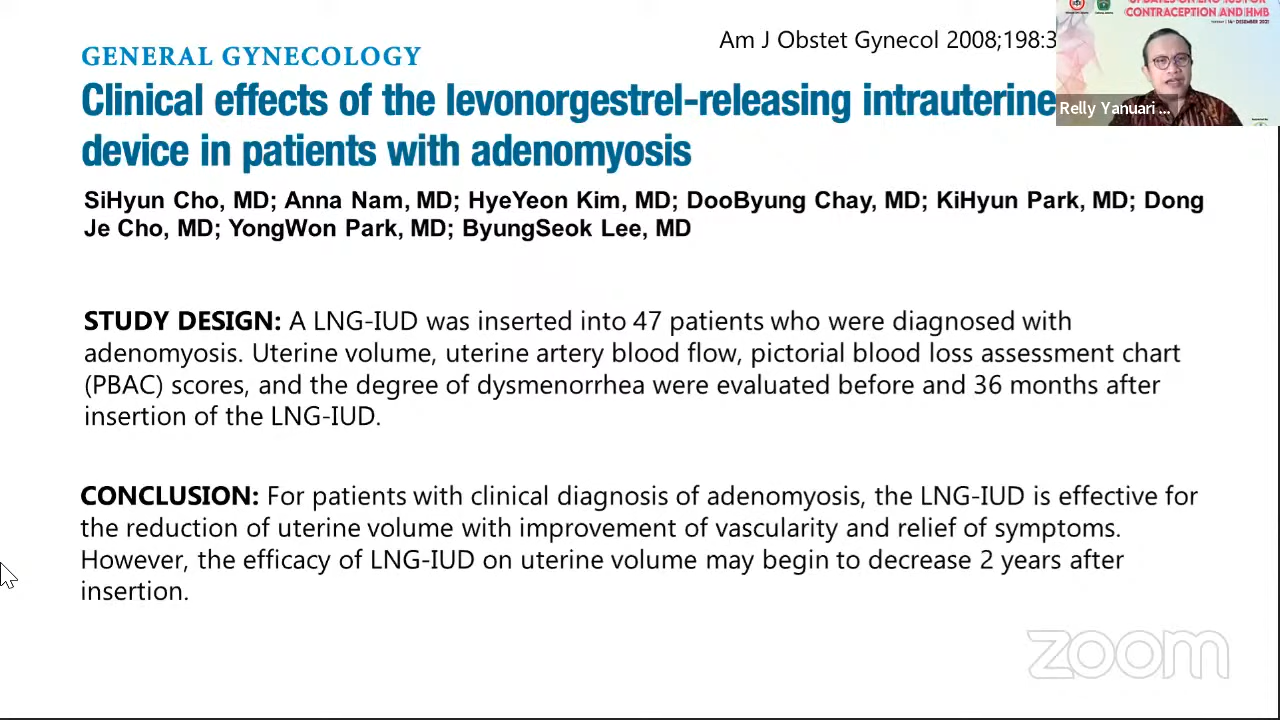 GENERAL GYNECOLOGY
Am J Obstet Gynecol 2008;198:3
CONTRACEPTION AND HMB
Relly Yanuari ...
Clinical effects of the levonorgestrel-releasing intrauterine
device in patients with adenomyosis
SiHyun Cho, MD; Anna Nam, MD; HyeYeon Kim, MD; DooByung Chay, MD; KiHyun Park, MD; Dong
Je Cho, MD; YongWon Park, MD; ByungSeok Lee, MD
STUDY DESIGN: A LNG-IUD was inserted into 47 patients who were diagnosed with
adenomyosis. Uterine volume, uterine artery blood flow, pictorial blood loss assessment chart
(PBAC) scores, and the degree of dysmenorrhea were evaluated before and 36 months after
insertion of the LNG-IUD.
CONCLUSION: For patients with clinical diagnosis of adenomyosis, the LNG-IUD is effective for
the reduction of uterine volume with improvement of vascularity and relief of symptoms.
However, the efficacy of LNG-IUD on uterine volume may begin to decrease 2 years after
insertion.
zoom